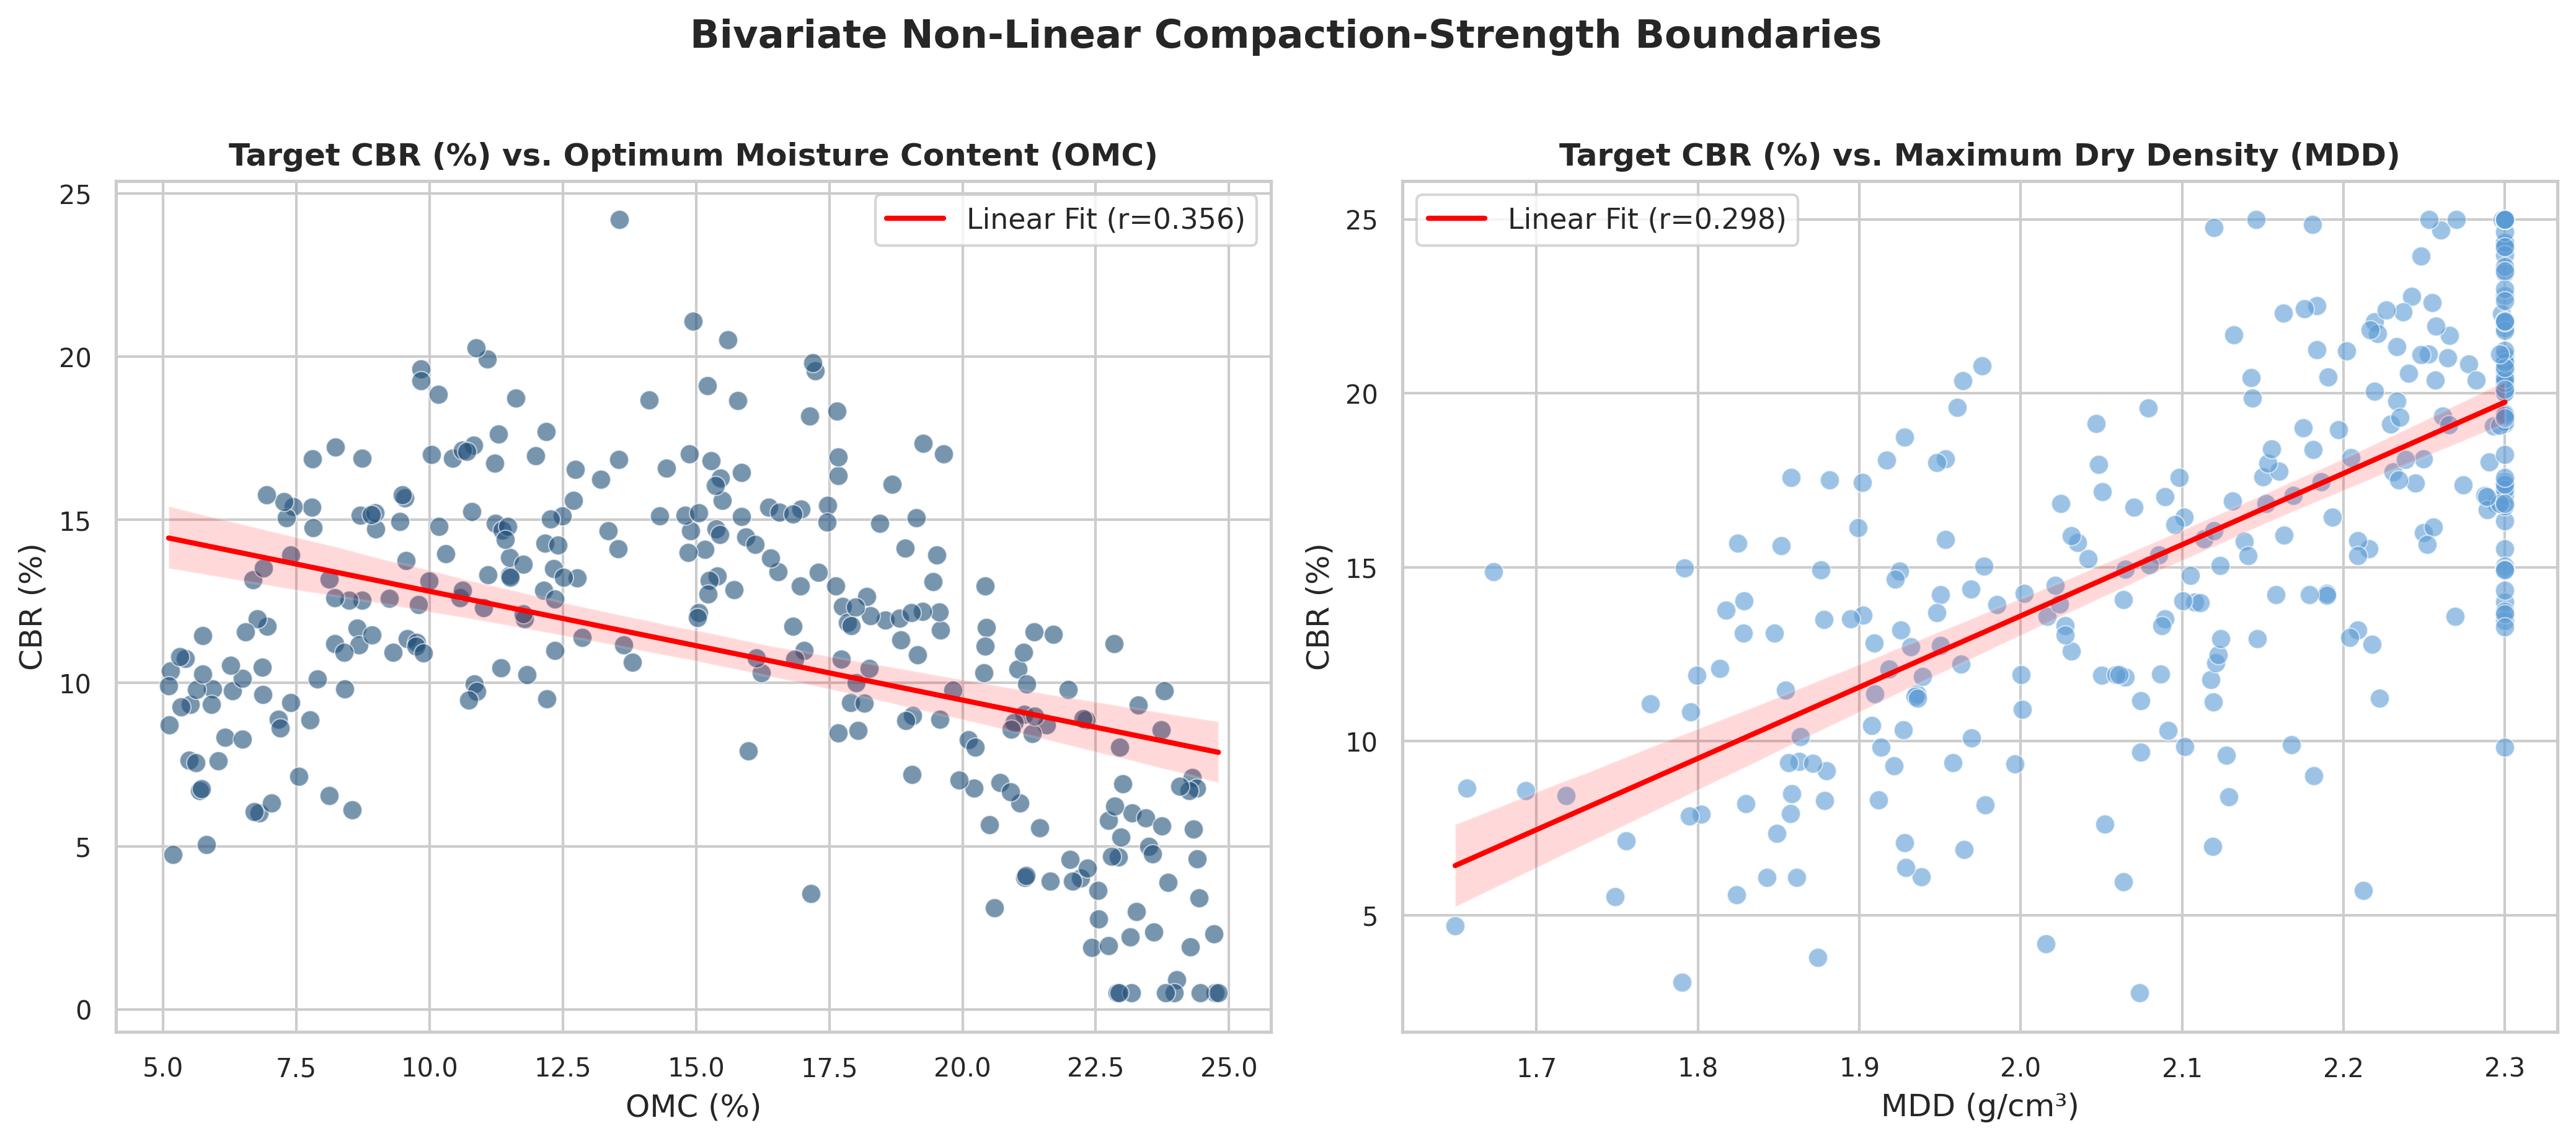 Bivariate Non-Linear Compaction-Strength Boundaries
Target CBR (%) vs. Optimum Moisture Content (OMC)
Linear Fit (r=0.356)
CBR (%)
25
20
15
10
5
0
5.0 7.5 10.0 12.5 15.0 17.5 20.0 22.5 25.0
OMC (%)
Target CBR (%) vs. Maximum Dry Density (MDD)
Linear Fit (r=0.298)
CBR (%)
25
20
15
10
5
1.7 1.8 1.9 2.0 2.1 2.2 2.3
MDD (g/cm³)